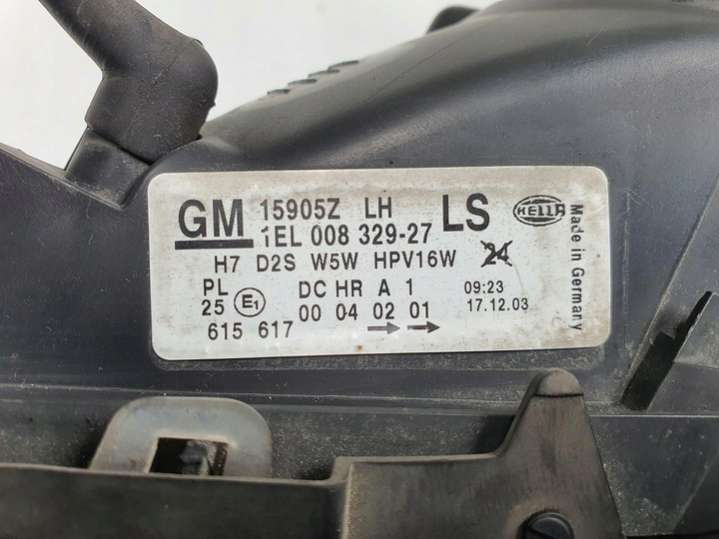 GM 15905Z LH LS HELLA
1EL 008 329-27
H7 D2S W5W HPV16W 24
PL DC HR A 1 09:23
25 E1 00 04 02 01 17.12.03
615 617
Made in Germany